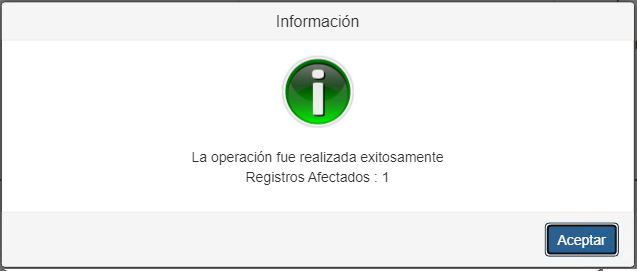 Información
La operación fue realizada exitosamente
Registros Afectados : 1
Aceptar